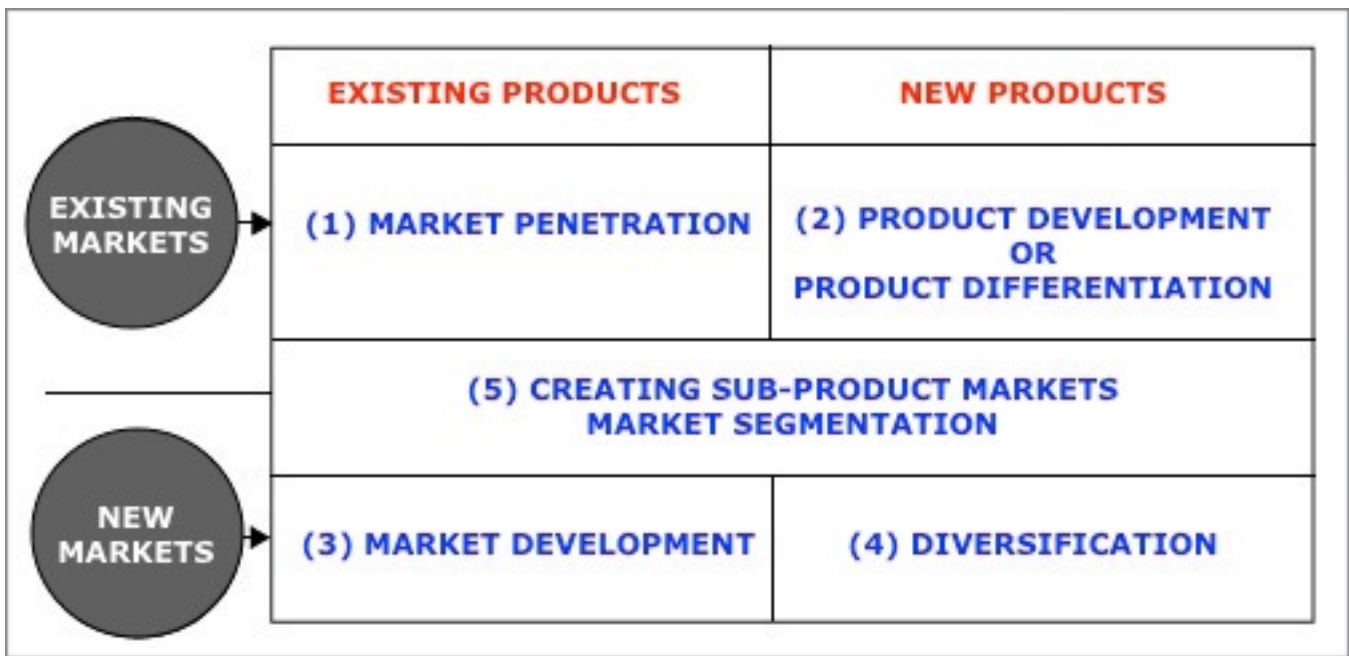 EXISTING PRODUCTS
NEW PRODUCTS
EXISTING
MARKETS
(1) MARKET PENETRATION
(2) PRODUCT DEVELOPMENT
OR
PRODUCT DIFFERENTIATION
(5) CREATING SUB-PRODUCT MARKETS
MARKET SEGMENTATION
NEW
MARKETS
(3) MARKET DEVELOPMENT
(4) DIVERSIFICATION